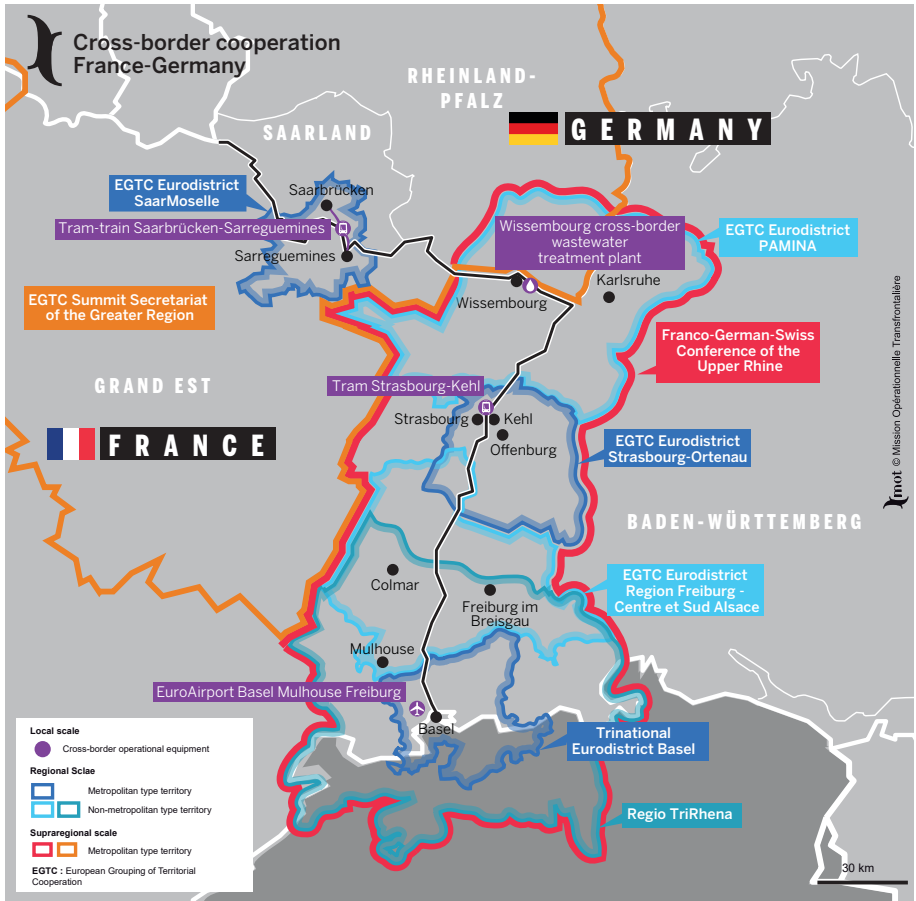 Cross-border cooperation
France-Germany
RHEINLAND-
PFALZ
SAARLAND
GERMANY
EGTC Eurodistrict
SaarMoselle
Saarbrücken
Tram-train Saarbrücken-Sarreguemines
Sarreguemines
Wissembourg cross-border
wastewater
treatment plant
EGTC Eurodistrict
PAMINA
Karlsruhe
Wissembourg
EGTC Summit Secretariat
of the Greater Region
Franco-German-Swiss
Conference of the
Upper Rhine
GRAND EST
Tram Strasbourg-Kehl
Strasbourg
Kehl
Offenburg
FRANCE
EGTC Eurodistrict
Strasbourg-Ortenau
mot © Mission Opérationnelle Transfrontalière
BADEN-WÜRTTEMBERG
Colmar
Freiburg im
Breisgau
EGTC Eurodistrict
Region Freiburg -
Centre et Sud Alsace
Mulhouse
EuroAirport Basel Mulhouse Freiburg
Basel
Trinational
Eurodistrict Basel
Regio TriRhena
Local scale
Cross-border operational equipment
Regional Sclae
Metropolitan type territory
Non-metropolitan type territory
Supraregional scale
Metropolitan type territory
EGTC : European Grouping of Territorial
Cooperation
30 km